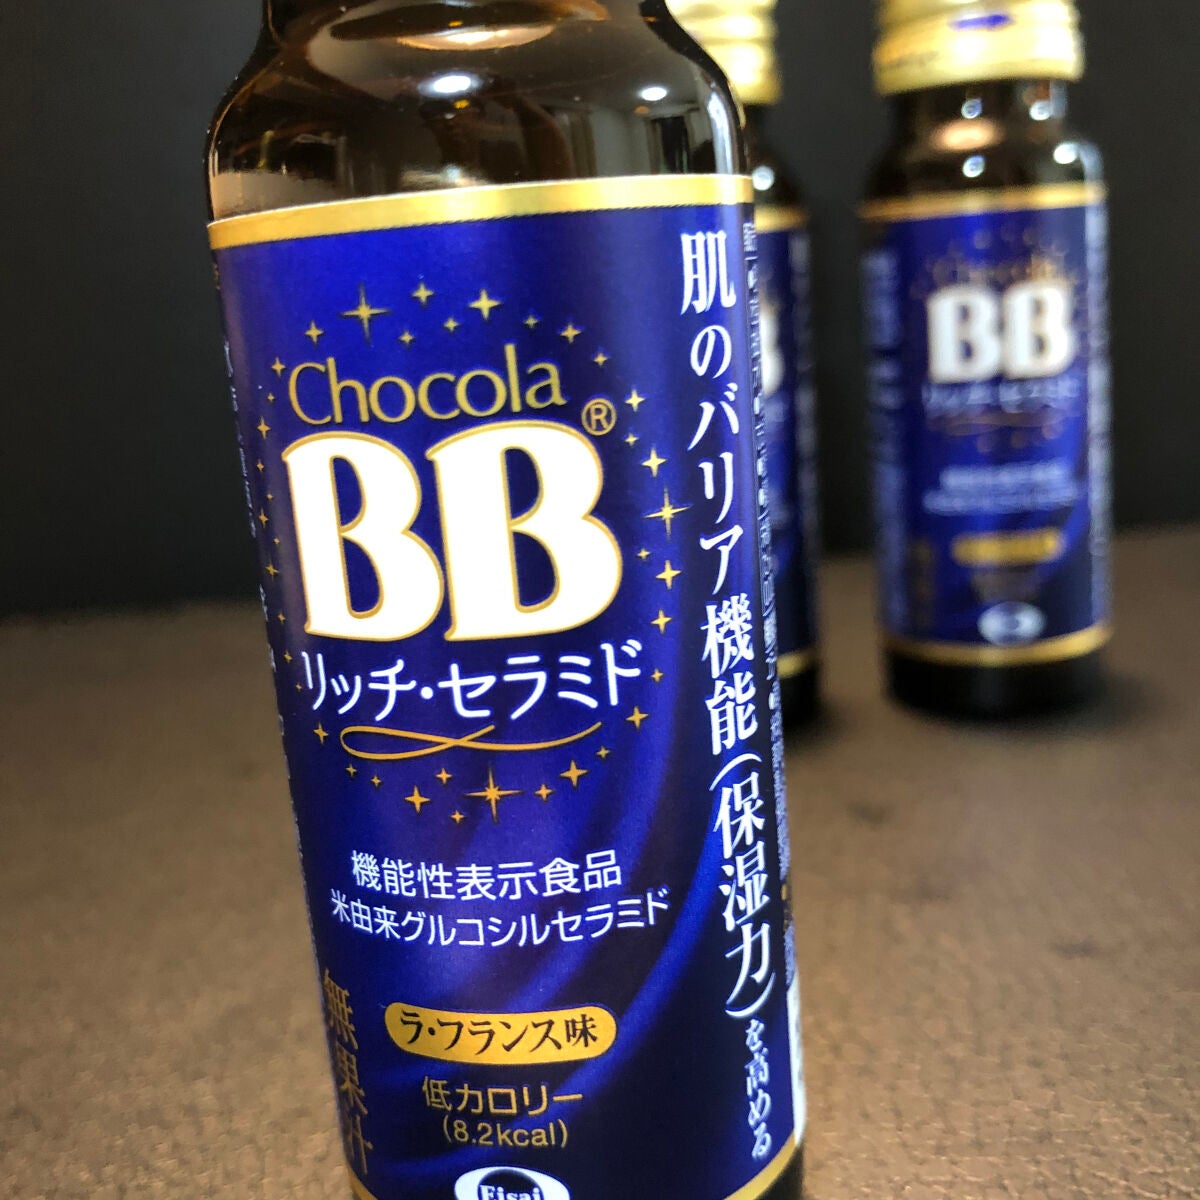 Chocola
BB®
リッチ・セラミド
機能性表示食品
米由来グルコシルセラミド
ラ・フランス味
低カロリー
(8.2kcal)
Eisai
無果汁
肌のバリア機能(保湿力)を高める
Chocola
BB
リッチ・セラミド